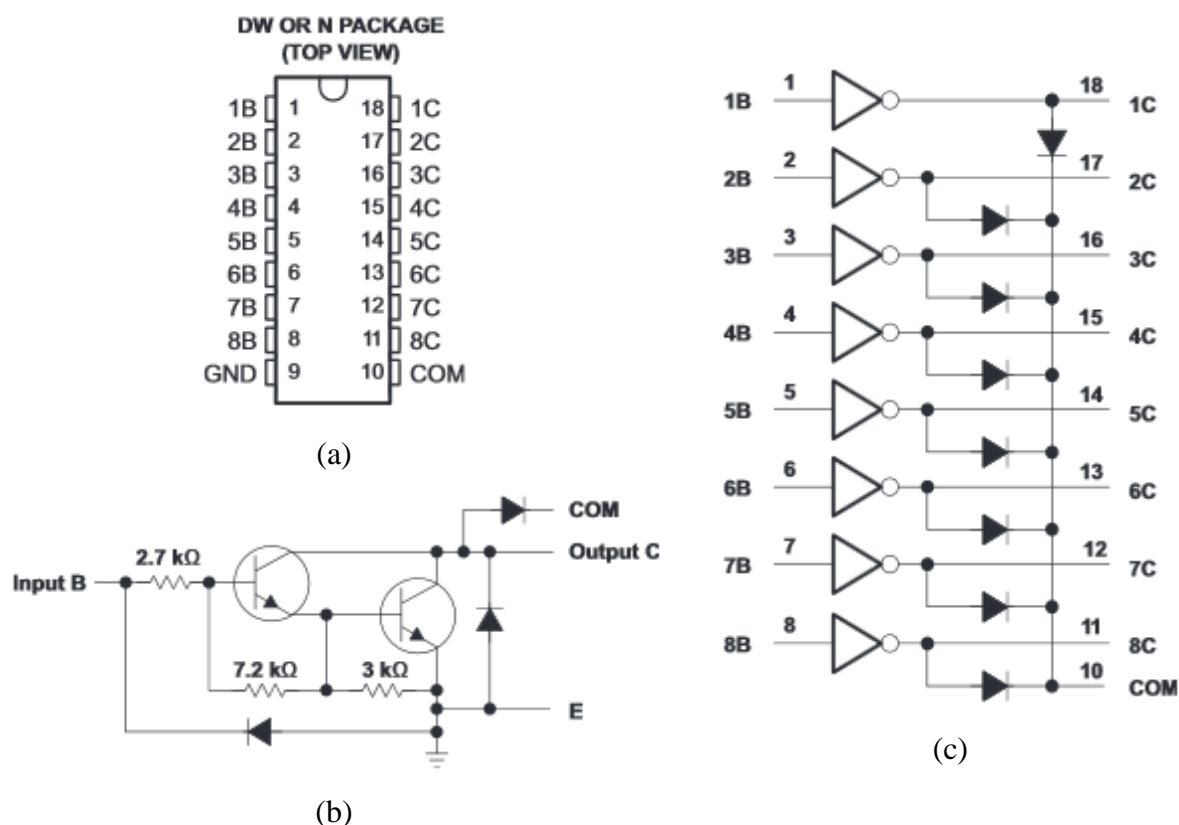 DW OR N PACKAGE
(TOP VIEW)
1B 1 18 1C
2B 2 17 2C
3B 3 16 3C
4B 4 15 4C
5B 5 14 5C
6B 6 13 6C
7B 7 12 7C
8B 8 11 8C
GND 9 10 COM
(a)
COM
2.7 kΩ
Output C
Input B
7.2 kΩ 3 kΩ
E
(b)
1B 1 18 1C
2B 2 17 2C
3B 3 16 3C
4B 4 15 4C
5B 5 14 5C
6B 6 13 6C
7B 7 12 7C
8B 8 11 8C
10 COM
(c)